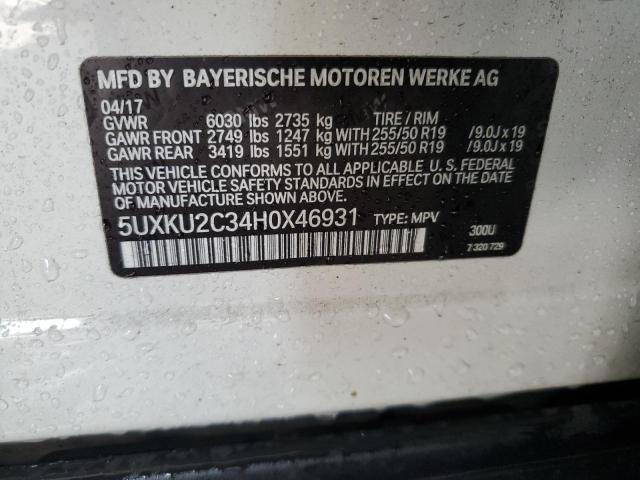 MFD BY BAYERISCHE MOTOREN WERKE AG
04/17
GVWR 6030 lbs 2735 kg TIRE / RIM
GAWR FRONT 2749 lbs 1247 kg WITH 255/50 R19 /9.0J x 19
GAWR REAR 3419 lbs 1551 kg WITH 255/50 R19 /9.0J x 19
THIS VEHICLE CONFORMS TO ALL APPLICABLE U. S. FEDERAL
MOTOR VEHICLE SAFETY STANDARDS IN EFFECT ON THE DATE
OF MANUFACTURE SHOWN ABOVE.
5UXKU2C34H0X46931 TYPE: MPV 300U
7 320 729